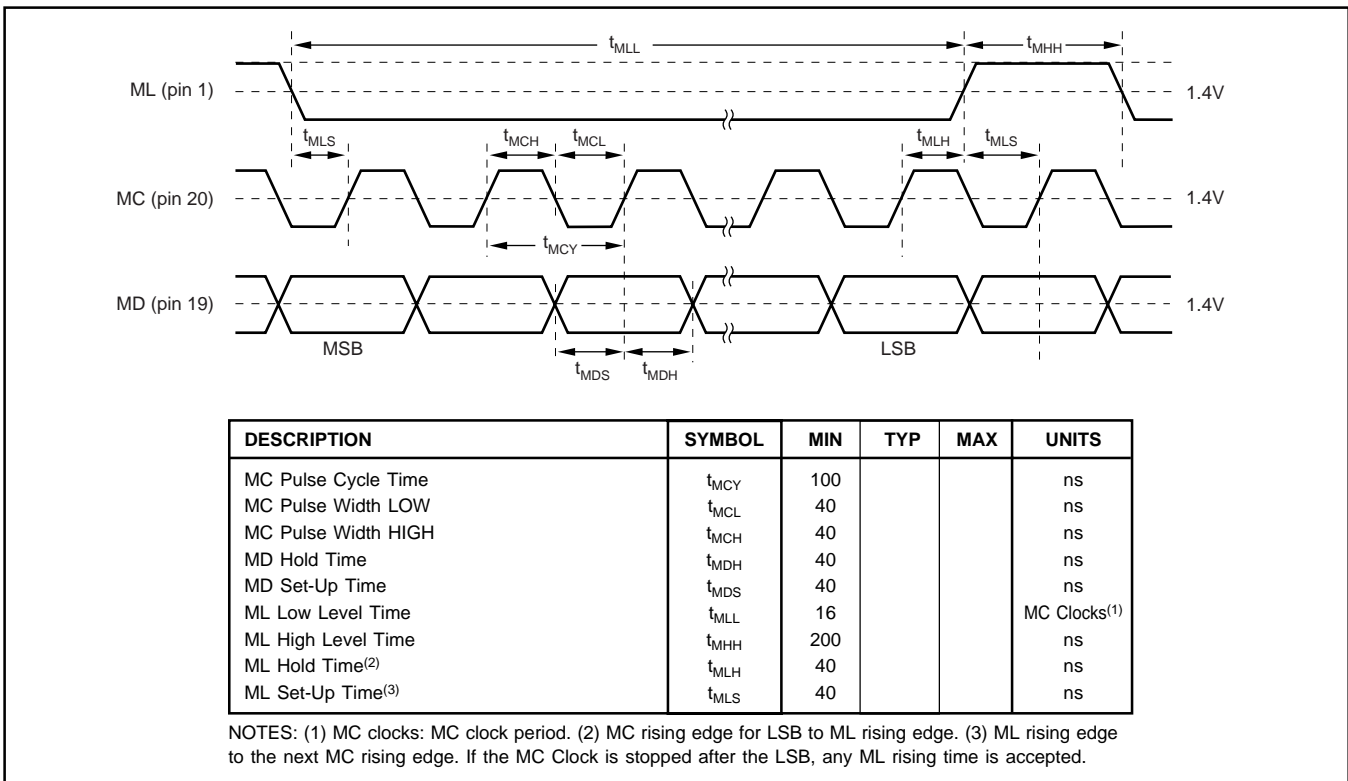 tMLL tMHH
ML (pin 1) 1.4V
tMLS tMCH tMCL tMLH tMLS
MC (pin 20) 1.4V
tMCY
MD (pin 19) 1.4V
MSB LSB
tMDS tMDH
DESCRIPTION SYMBOL MIN TYP MAX UNITS
MC Pulse Cycle Time tMCY 100 ns
MC Pulse Width LOW tMCL 40 ns
MC Pulse Width HIGH tMCH 40 ns
MD Hold Time tMDH 40 ns
MD Set-Up Time tMDS 40 ns
ML Low Level Time tMLL 16 MC Clocks(1)
ML High Level Time tMHH 200 ns
ML Hold Time(2) tMLH 40 ns
ML Set-Up Time(3) tMLS 40 ns
NOTES: (1) MC clocks: MC clock period. (2) MC rising edge for LSB to ML rising edge. (3) ML rising edge
to the next MC rising edge. If the MC Clock is stopped after the LSB, any ML rising time is accepted.